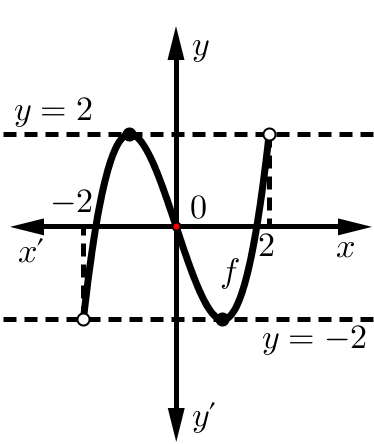 y
y = 2
−2
0
x′
2
x
f
y = −2
y′